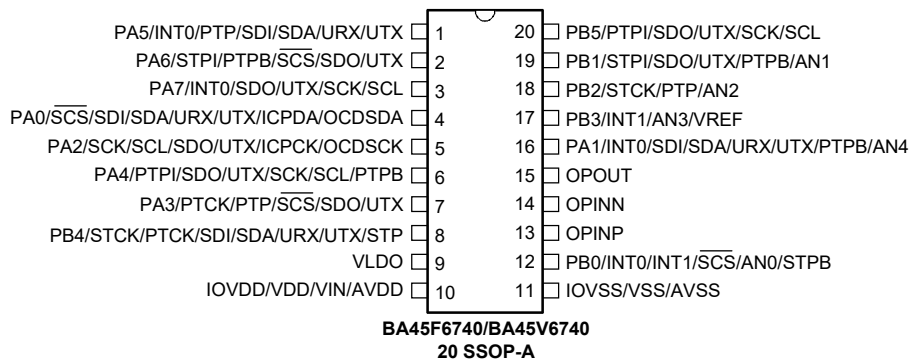 PA5/INT0/PTP/SDI/SDA/URX/UTX 1 20 PB5/PTPI/SDO/UTX/SCK/SCL
PA6/STPI/PTPB/SCS/SDO/UTX 2 19 PB1/STPI/SDO/UTX/PTPB/AN1
PA7/INT0/SDO/UTX/SCK/SCL 3 18 PB2/STCK/PTP/AN2
PA0/SCS/SDI/SDA/URX/UTX/ICPDA/OCDSDA 4 17 PB3/INT1/AN3/VREF
PA2/SCK/SCL/SDO/UTX/ICPCK/OCDSCK 5 16 PA1/INT0/SDI/SDA/URX/UTX/PTPB/AN4
PA4/PTPI/SDO/UTX/SCK/SCL/PTPB 6 15 OPOUT
PA3/PTCK/PTP/SCS/SDO/UTX 7 14 OPINN
PB4/STCK/PTCK/SDI/SDA/URX/UTX/STP 8 13 OPINP
VLDO 9 12 PB0/INT0/INT1/SCS/AN0/STPB
IOVDD/VDD/VIN/AVDD 10 11 IOVSS/VSS/AVSS
BA45F6740/BA45V6740
20 SSOP-A